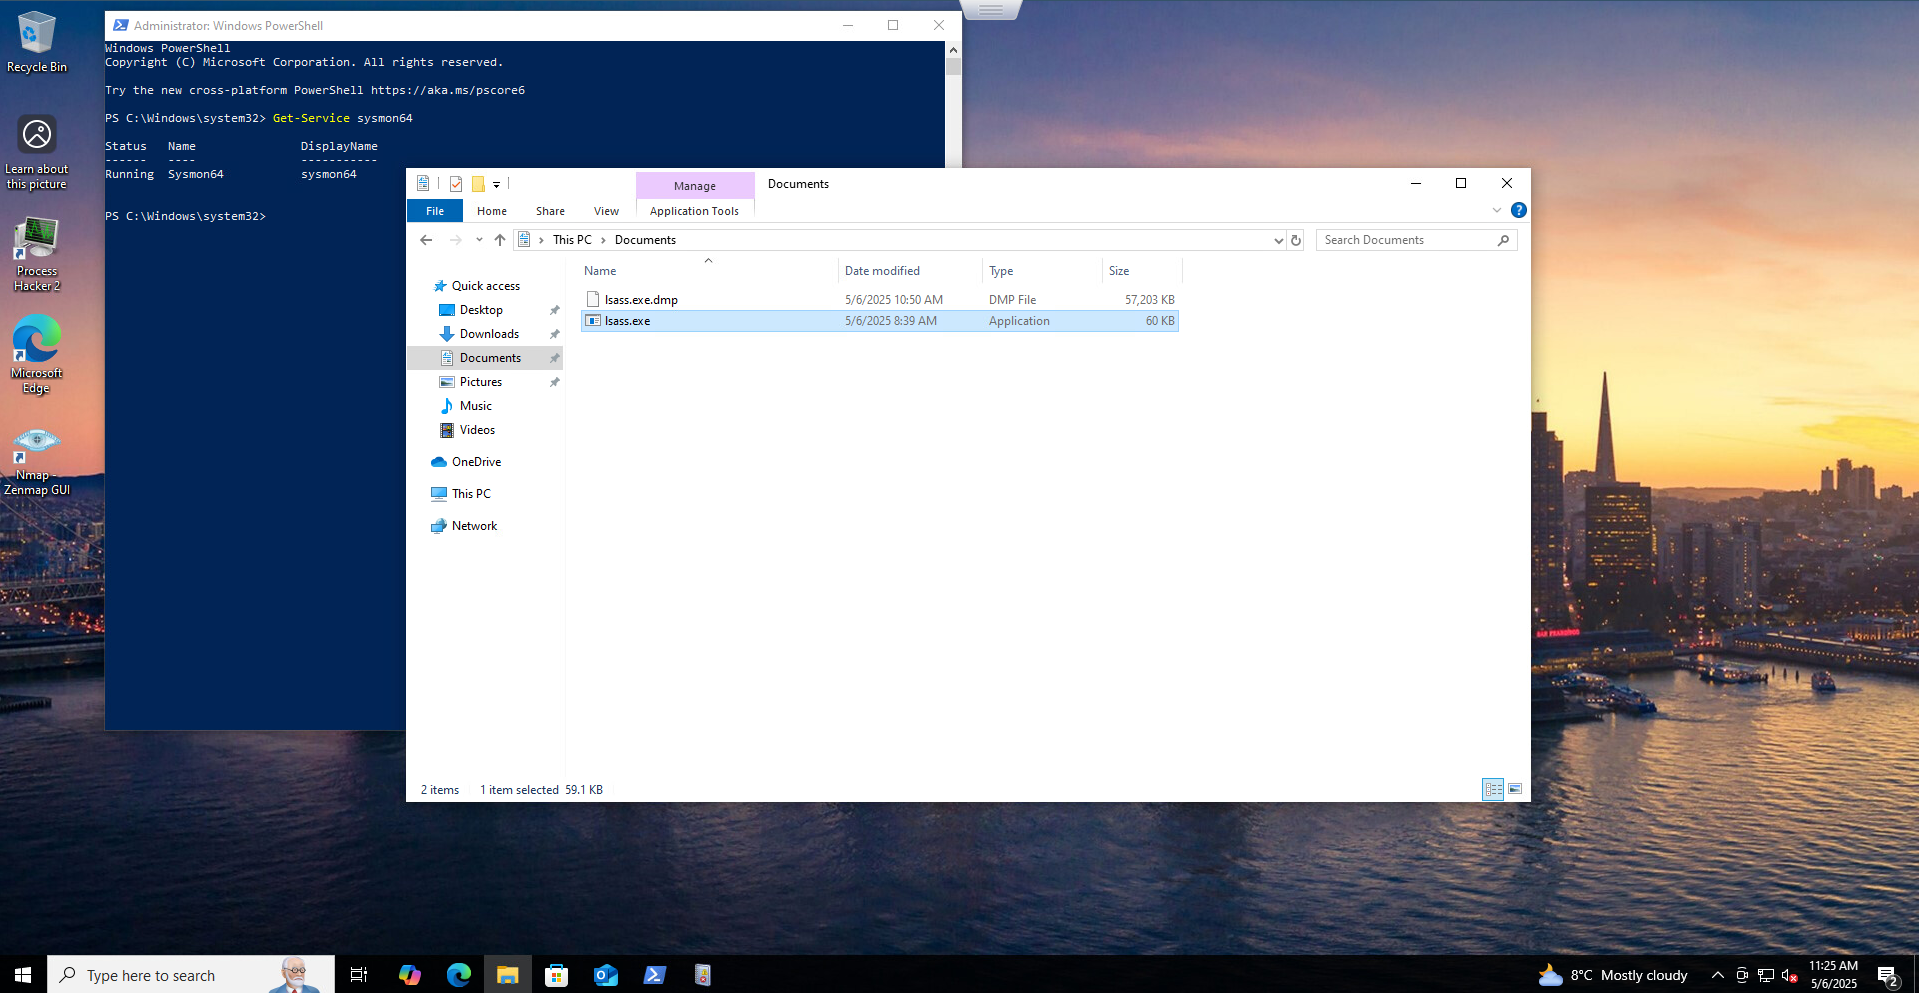 Recycle Bin
Learn about
this picture
Process
Hacker 2
Microsoft
Edge
Nmap -
Zenmap GUI
Administrator: Windows PowerShell
Windows PowerShell
Copyright (C) Microsoft Corporation. All rights reserved.
Try the new cross-platform PowerShell https://aka.ms/pscore6
PS C:\Windows\system32> Get-Service sysmon64
Status Name DisplayName
------ ---- -----------
Running Sysmon64 sysmon64
PS C:\Windows\system32>
Manage Documents
File Home Share View Application Tools
This PC > Documents Search Documents
Name Date modified Type Size
lsass.exe.dmp 5/6/2025 10:50 AM DMP File 57,203 KB
lsass.exe 5/6/2025 8:39 AM Application 60 KB
Quick access
Desktop
Downloads
Documents
Pictures
Music
Videos
OneDrive
This PC
Network
2 items 1 item selected 59.1 KB
SAN FRANCISCO
Type here to search
8°C Mostly cloudy
11:25 AM
5/6/2025
2